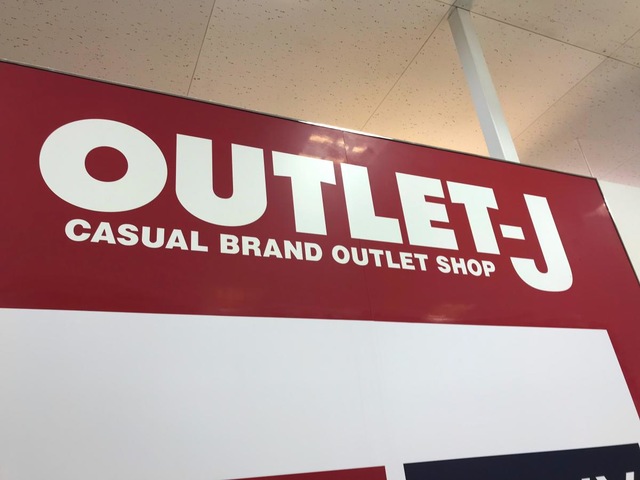 OUTLET-J
CASUAL BRAND OUTLET SHOP